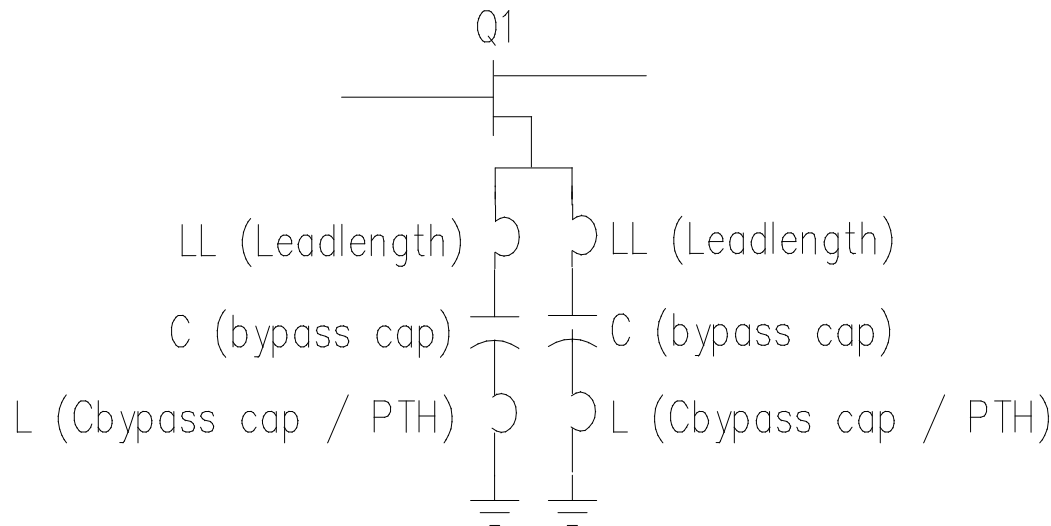 Q1
LL (Leadlength)
LL (Leadlength)
C (bypass cap)
C (bypass cap)
L (Cbypass cap / PTH)
L (Cbypass cap / PTH)